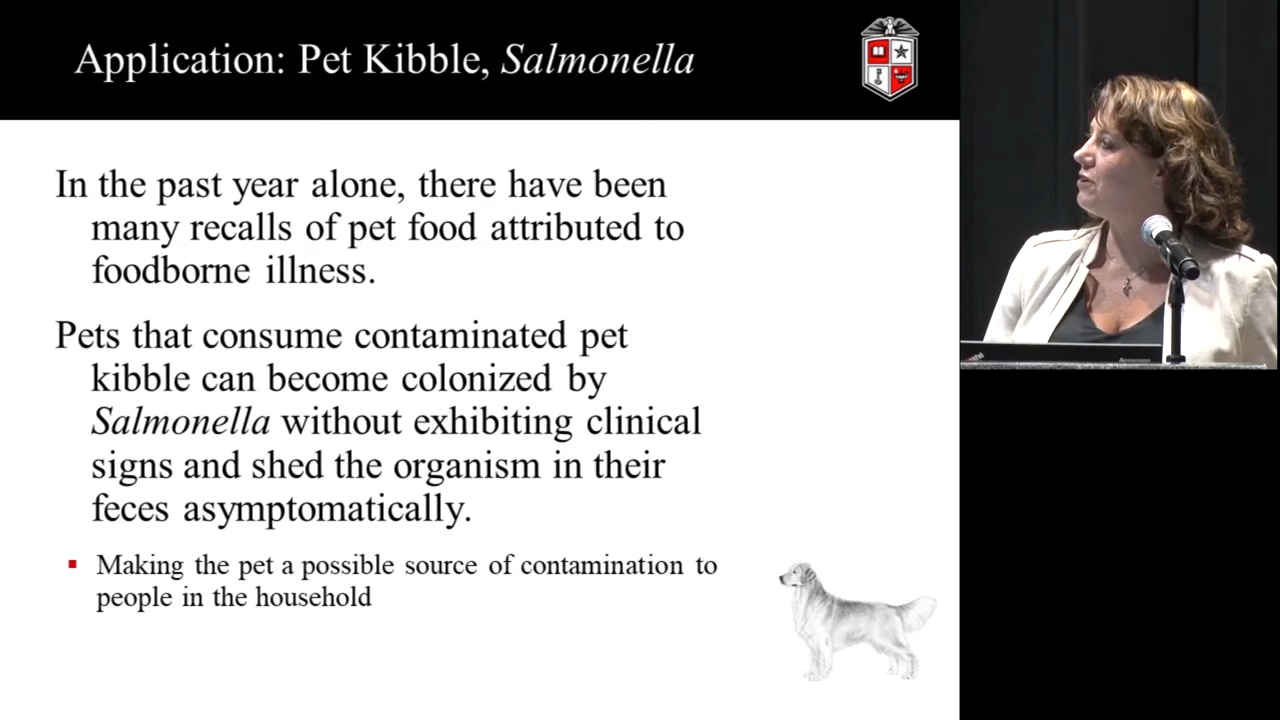 Application: Pet Kibble, Salmonella
In the past year alone, there have been
many recalls of pet food attributed to
foodborne illness.
Pets that consume contaminated pet
kibble can become colonized by
Salmonella without exhibiting clinical
signs and shed the organism in their
feces asymptomatically.
Making the pet a possible source of contamination to
people in the household